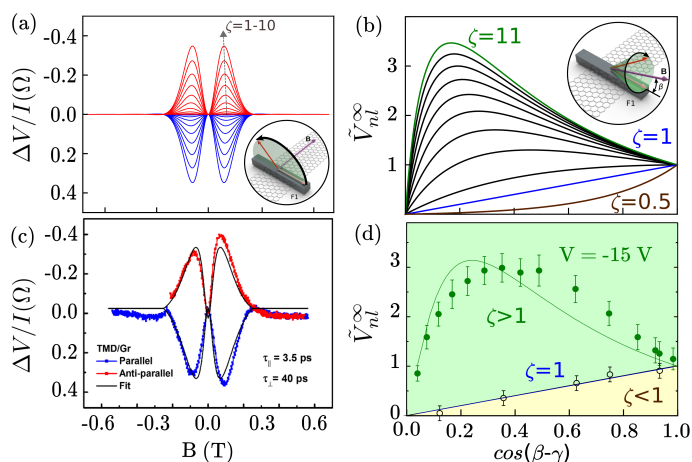 (a)
ζ=1-10
-0.4
-0.2
0.0
0.2
0.4
ΔV/I(Ω)
B
F1
(b)
ζ=11
3
2
1
Ṽnl∞
ζ=1
ζ=0.5
B
β
F1
(c)
-0.4
-0.2
0.0
0.2
0.4
ΔV/I(Ω)
TMD/Gr
Parallel
Anti-parallel
Fit
τ∥ = 3.5 ps
τ⊥= 40 ps
-0.6 -0.3 0.0 0.3 0.6
B (T)
(d)
V = -15 V
3
2
1
0
Ṽnl∞
ζ>1
ζ=1
ζ<1
0.0 0.2 0.4 0.6 0.8 1.0
cos(β-γ)